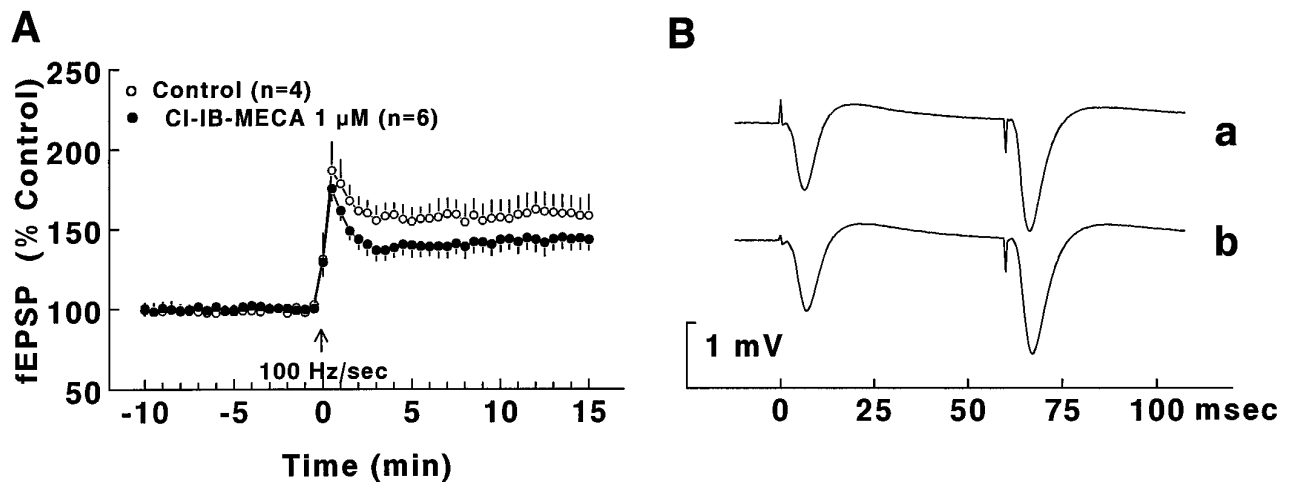 A
B
fEPSP (% Control)
250
200
150
100
50
Control (n=4)
CI-IB-MECA 1 µM (n=6)
100 Hz/sec
-10 -5 0 5 10 15
Time (min)
a
b
1 mV
0 25 50 75 100 msec